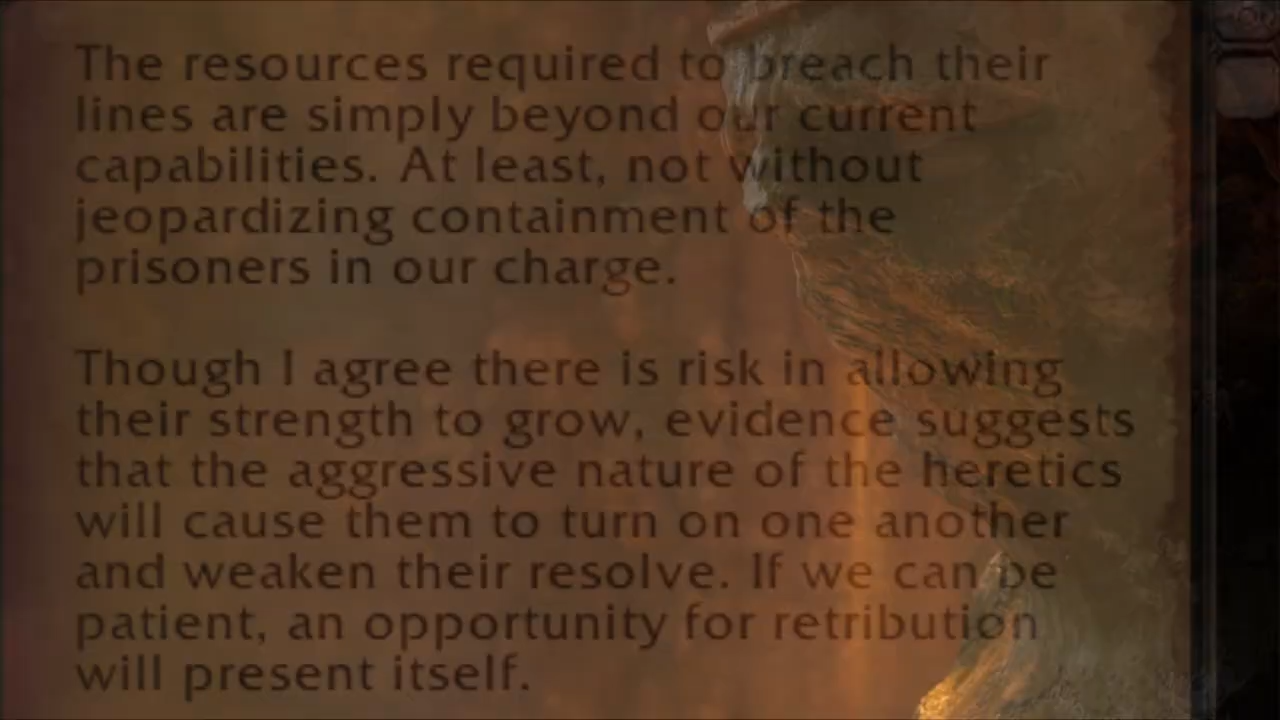 The resources required to breach their
lines are simply beyond our current
capabilities. At least, not without
jeopardizing containment of the
prisoners in our charge.
Though I agree there is risk in allowing
their strength to grow, evidence suggests
that the aggressive nature of the heretics
will cause them to turn on one another
and weaken their resolve. If we can be
patient, an opportunity for retribution
will present itself.